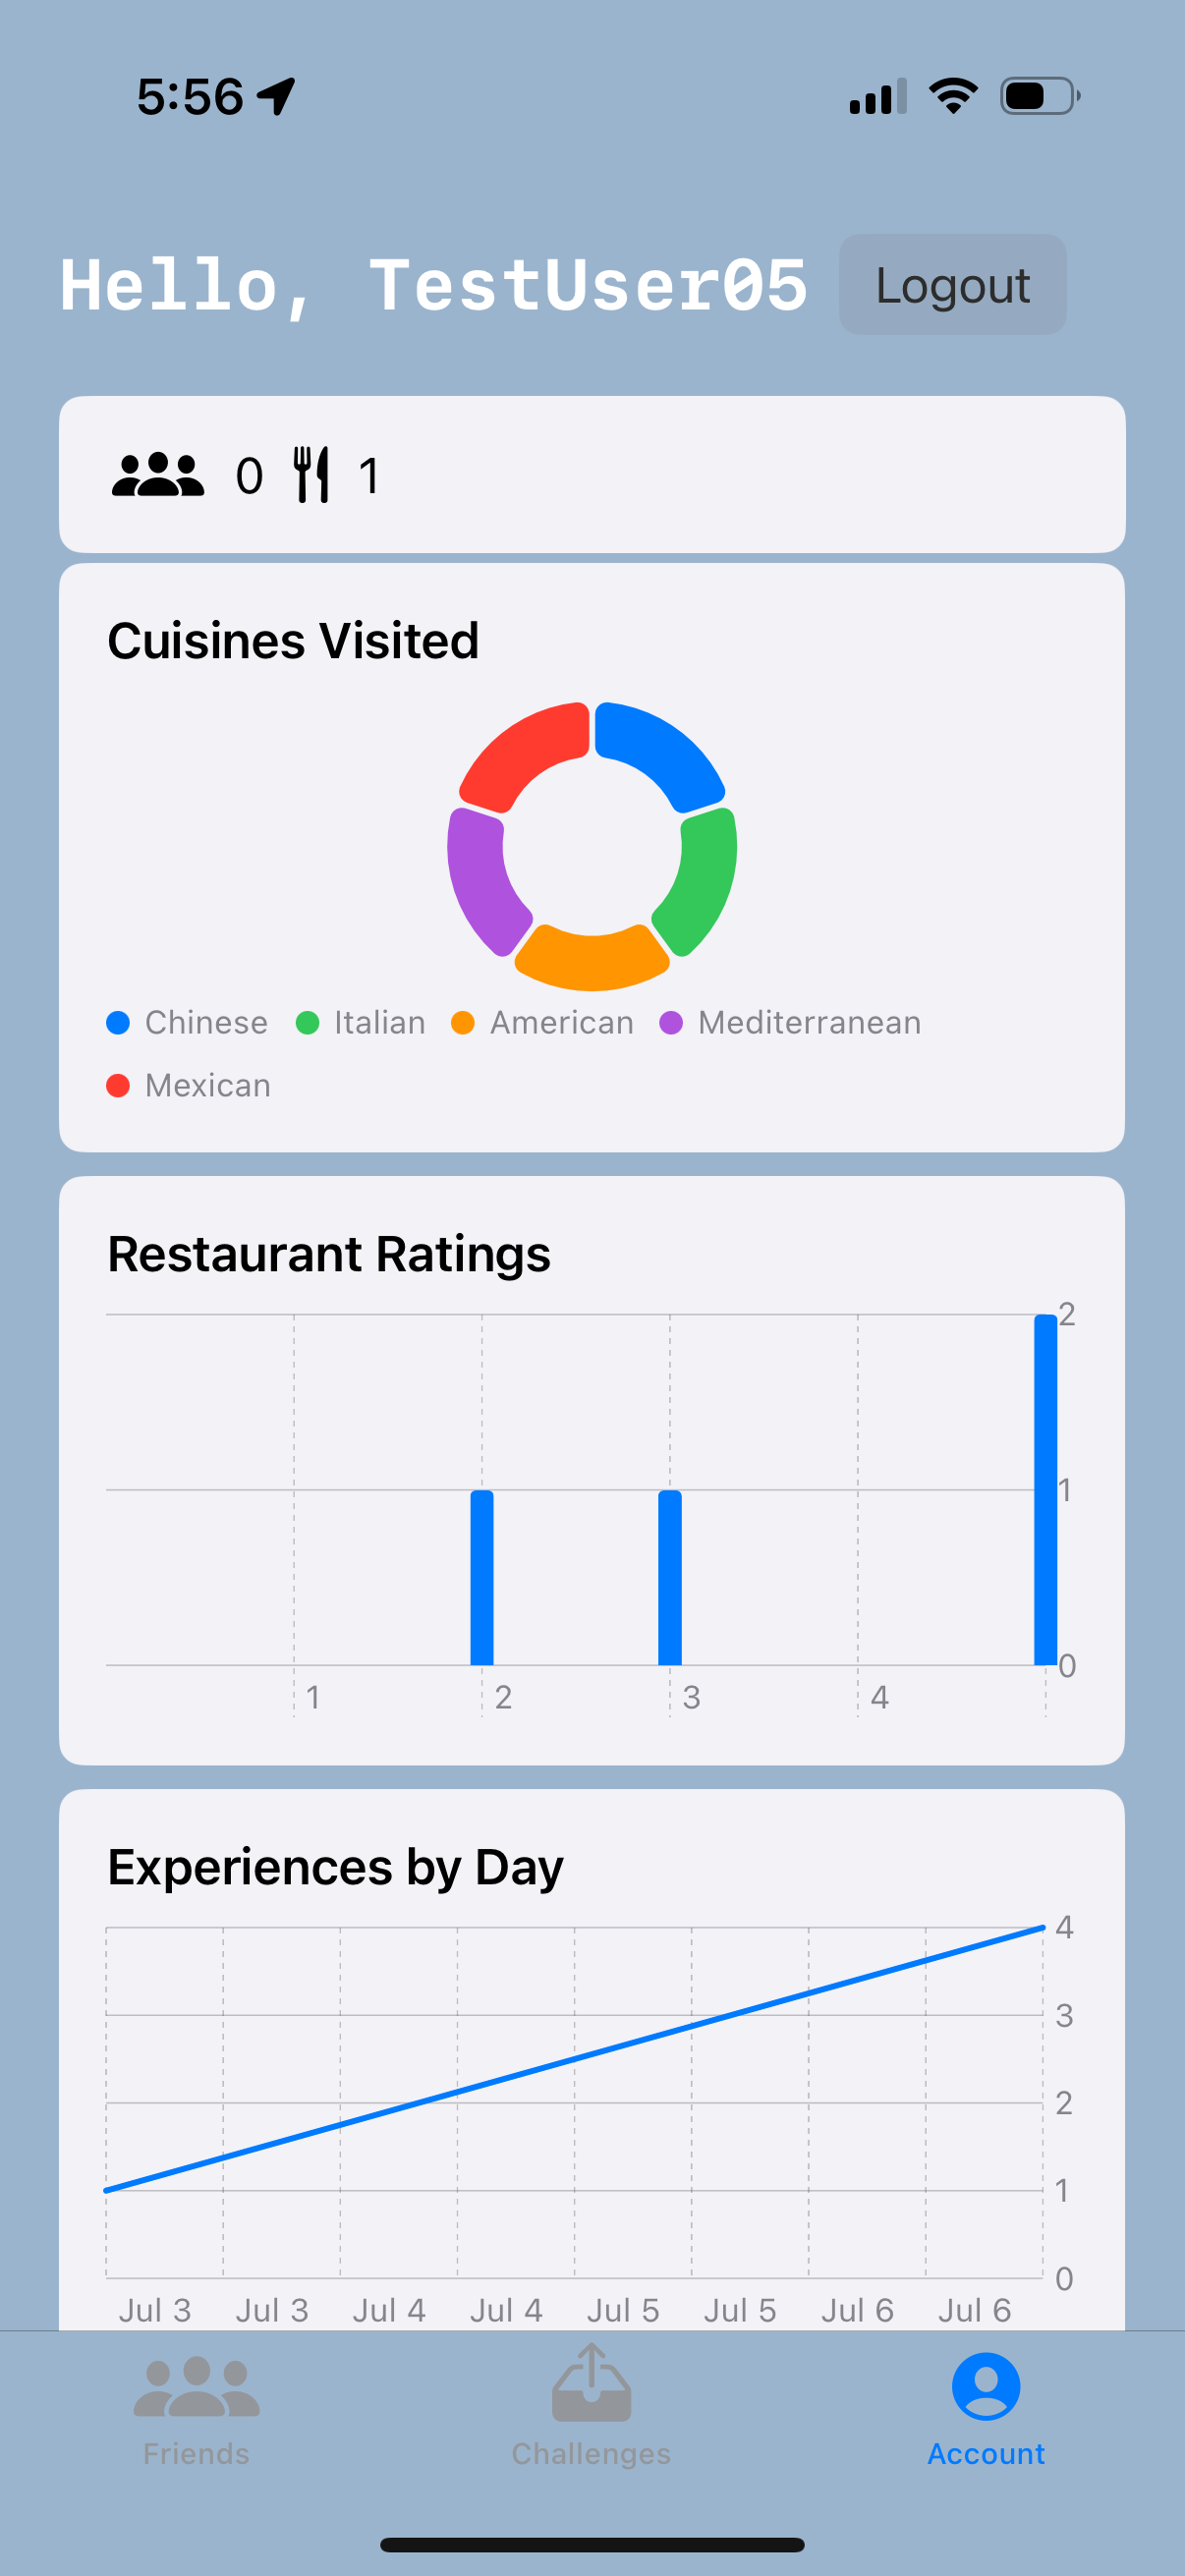 5:56
Hello, TestUser05 Logout
0 1
Cuisines Visited
Chinese Italian American Mediterranean
Mexican
Restaurant Ratings
2
1
0
1 2 3 4
Experiences by Day
4
3
2
1
0
Jul 3 Jul 3 Jul 4 Jul 4 Jul 5 Jul 5 Jul 6 Jul 6
Friends Challenges Account